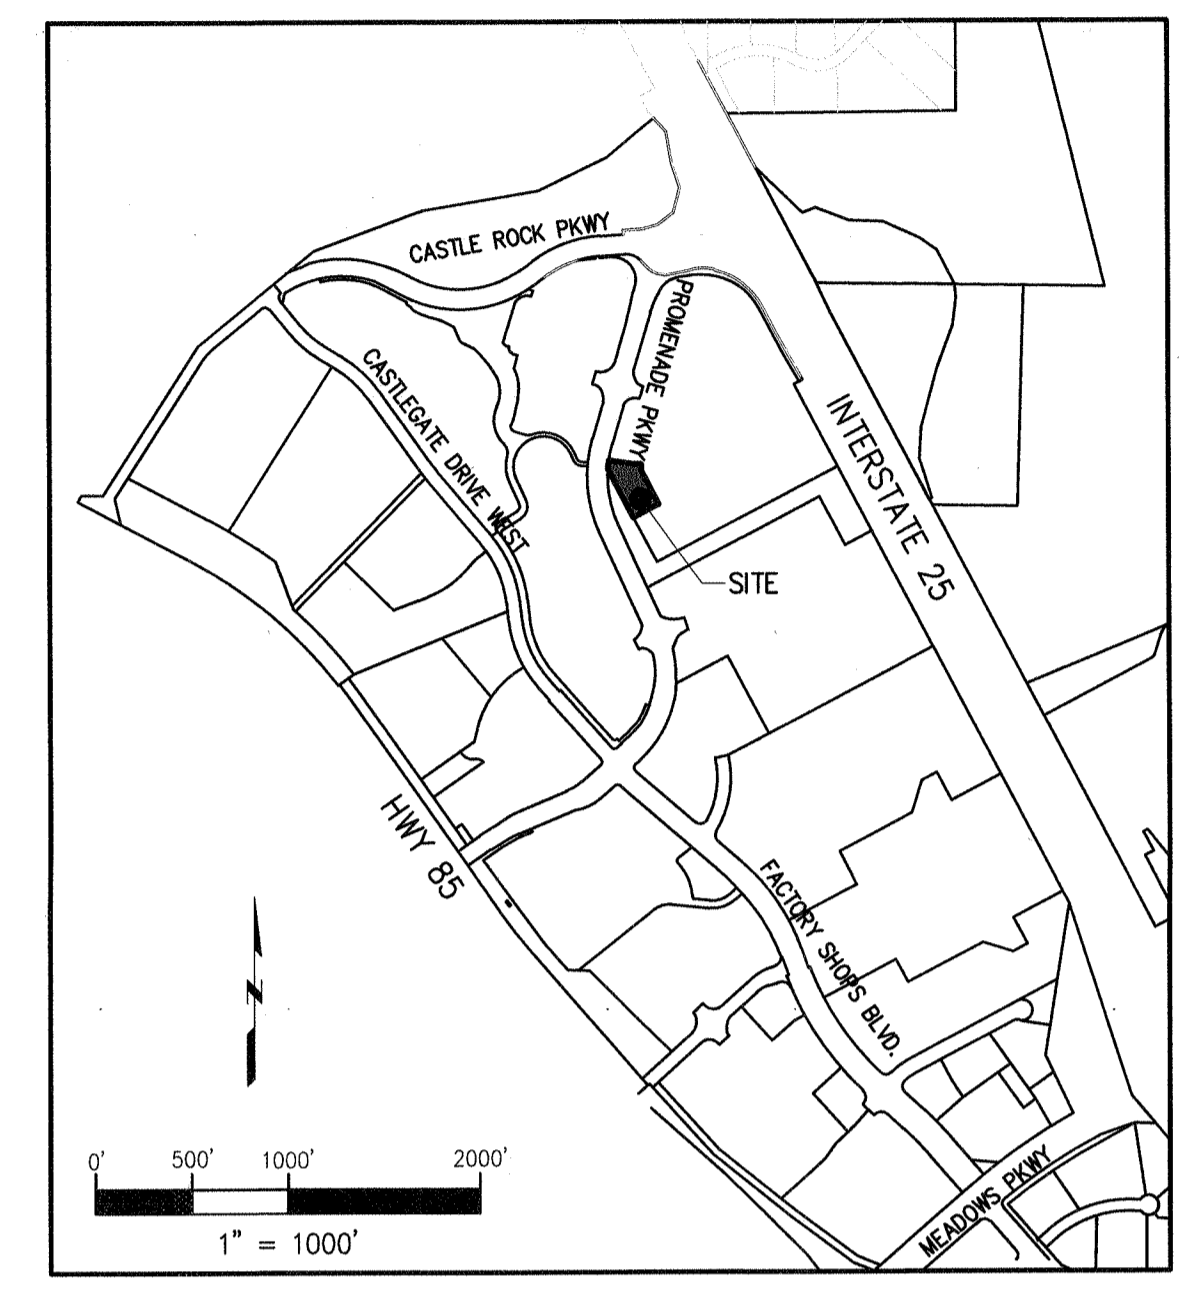 CASTLE ROCK PKWY
PROMENADE PKWY
CASTLEGATE DRIVE WEST
INTERSTATE 25
SITE
HWY 85
FACTORY SHOPS BLVD.
N
MEADOWS PKWY
0' 500' 1000' 2000'
1" = 1000'